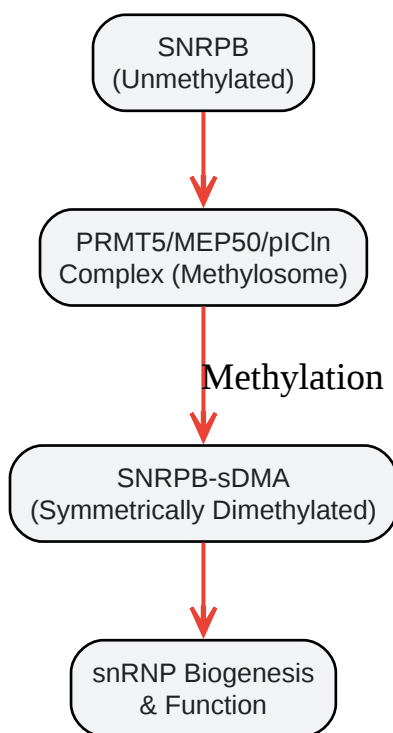 SNRPB
(Unmethylated)
PRMT5/MEP50/pICln
Complex (Methylosome)
Methylation
SNRPB-sDMA
(Symmetrically Dimethylated)
snRNP Biogenesis
& Function